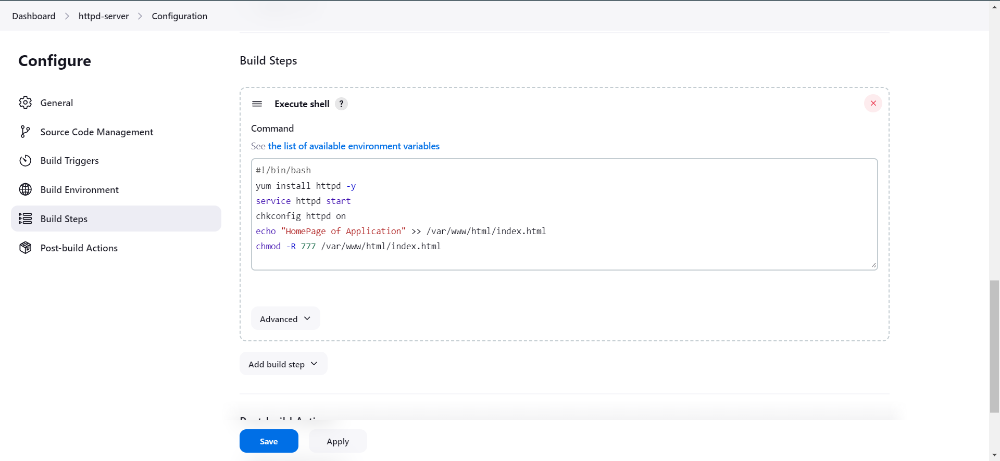 Dashboard > httpd-server > Configuration
Configure
General
Source Code Management
Build Triggers
Build Environment
Build Steps
Post-build Actions
Build Steps
Execute shell ?
Command
See the list of available environment variables
#!/bin/bash
yum install httpd -y
service httpd start
chkconfig httpd on
echo "HomePage of Application" >> /var/www/html/index.html
chmod -R 777 /var/www/html/index.html
Advanced
Add build step
Post-build Actions
Save
Apply